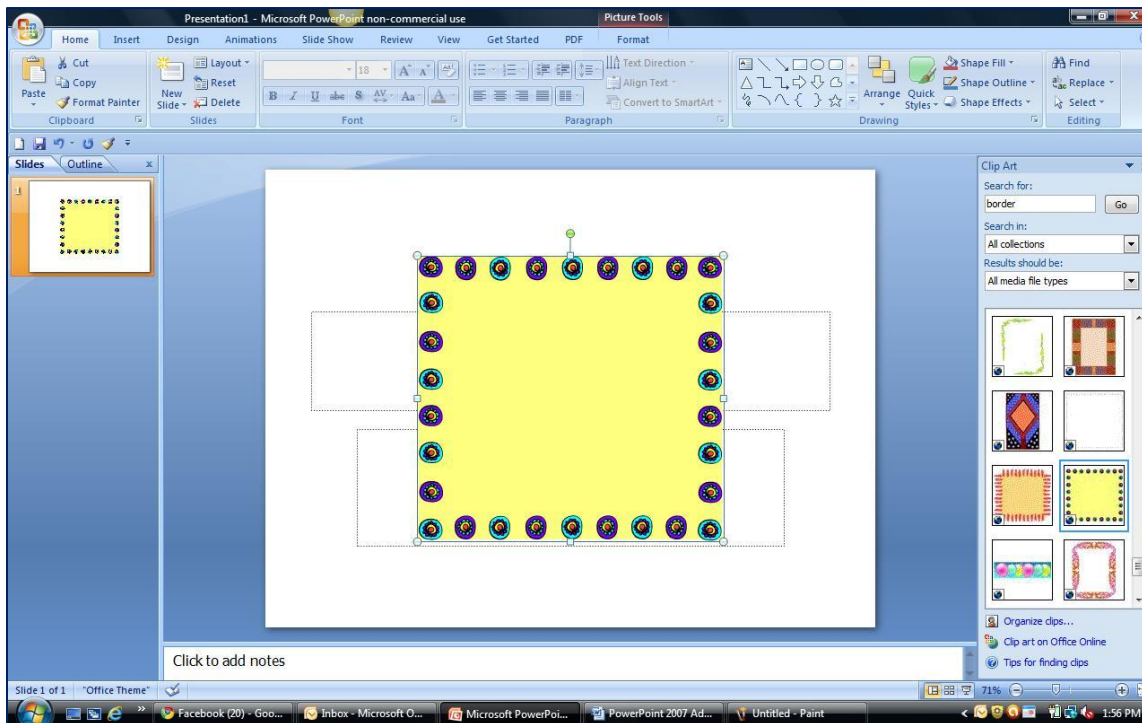 Presentation1 - Microsoft PowerPoint non-commercial use Picture Tools
Home Insert Design Animations Slide Show Review View Get Started PDF Format
Paste
Cut
Copy
Format Painter
Clipboard
New Slide
Layout
Reset
Delete
Slides
18
B I U abc S AV Aa A
Font
Text Direction
Align Text
Convert to SmartArt
Paragraph
Arrange
Quick Styles
Shape Fill
Shape Outline
Shape Effects
Drawing
Find
Replace
Select
Editing
Slides Outline x
1
Clip Art
Search for:
border Go
Search in:
All collections
Results should be:
All media file types
Organize clips...
Clip art on Office Online
Tips for finding clips
Click to add notes
Slide 1 of 1 "Office Theme" 71%
Facebook (20) - Goo... Inbox - Microsoft O... Microsoft PowerPoi... PowerPoint 2007 Ad... Untitled - Paint 1:56 PM